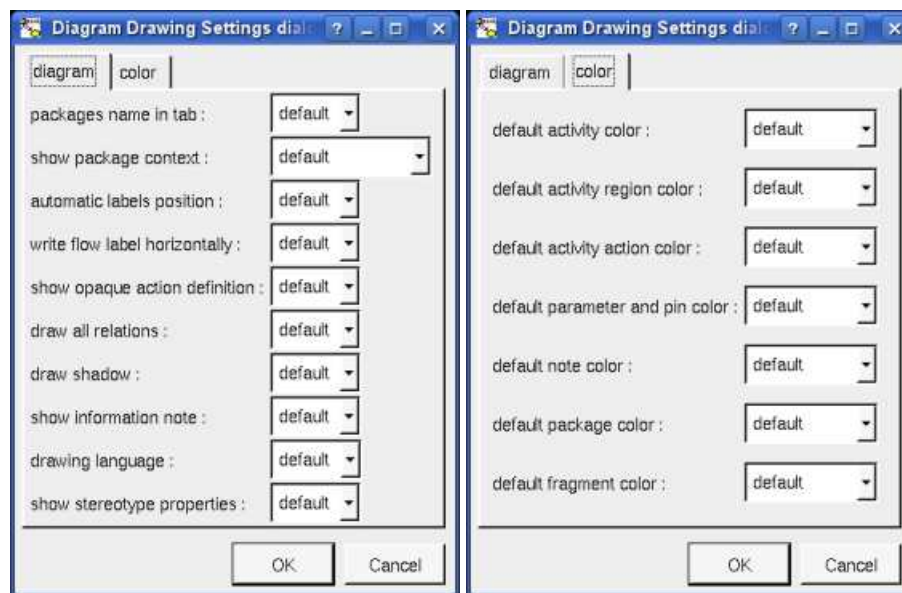 Diagram Drawing Settings dial
diagram color
packages name in tab : default
show package context : default
automatic labels position : default
write flow label horizontally : default
show opaque action definition : default
draw all relations : default
draw shadow : default
show information note : default
drawing language : default
show stereotype properties : default
OK Cancel
Diagram Drawing Settings dial
diagram color
default activity color : default
default activity region color : default
default activity action color : default
default parameter and pin color : default
default note color : default
default package color : default
default fragment color : default
OK Cancel